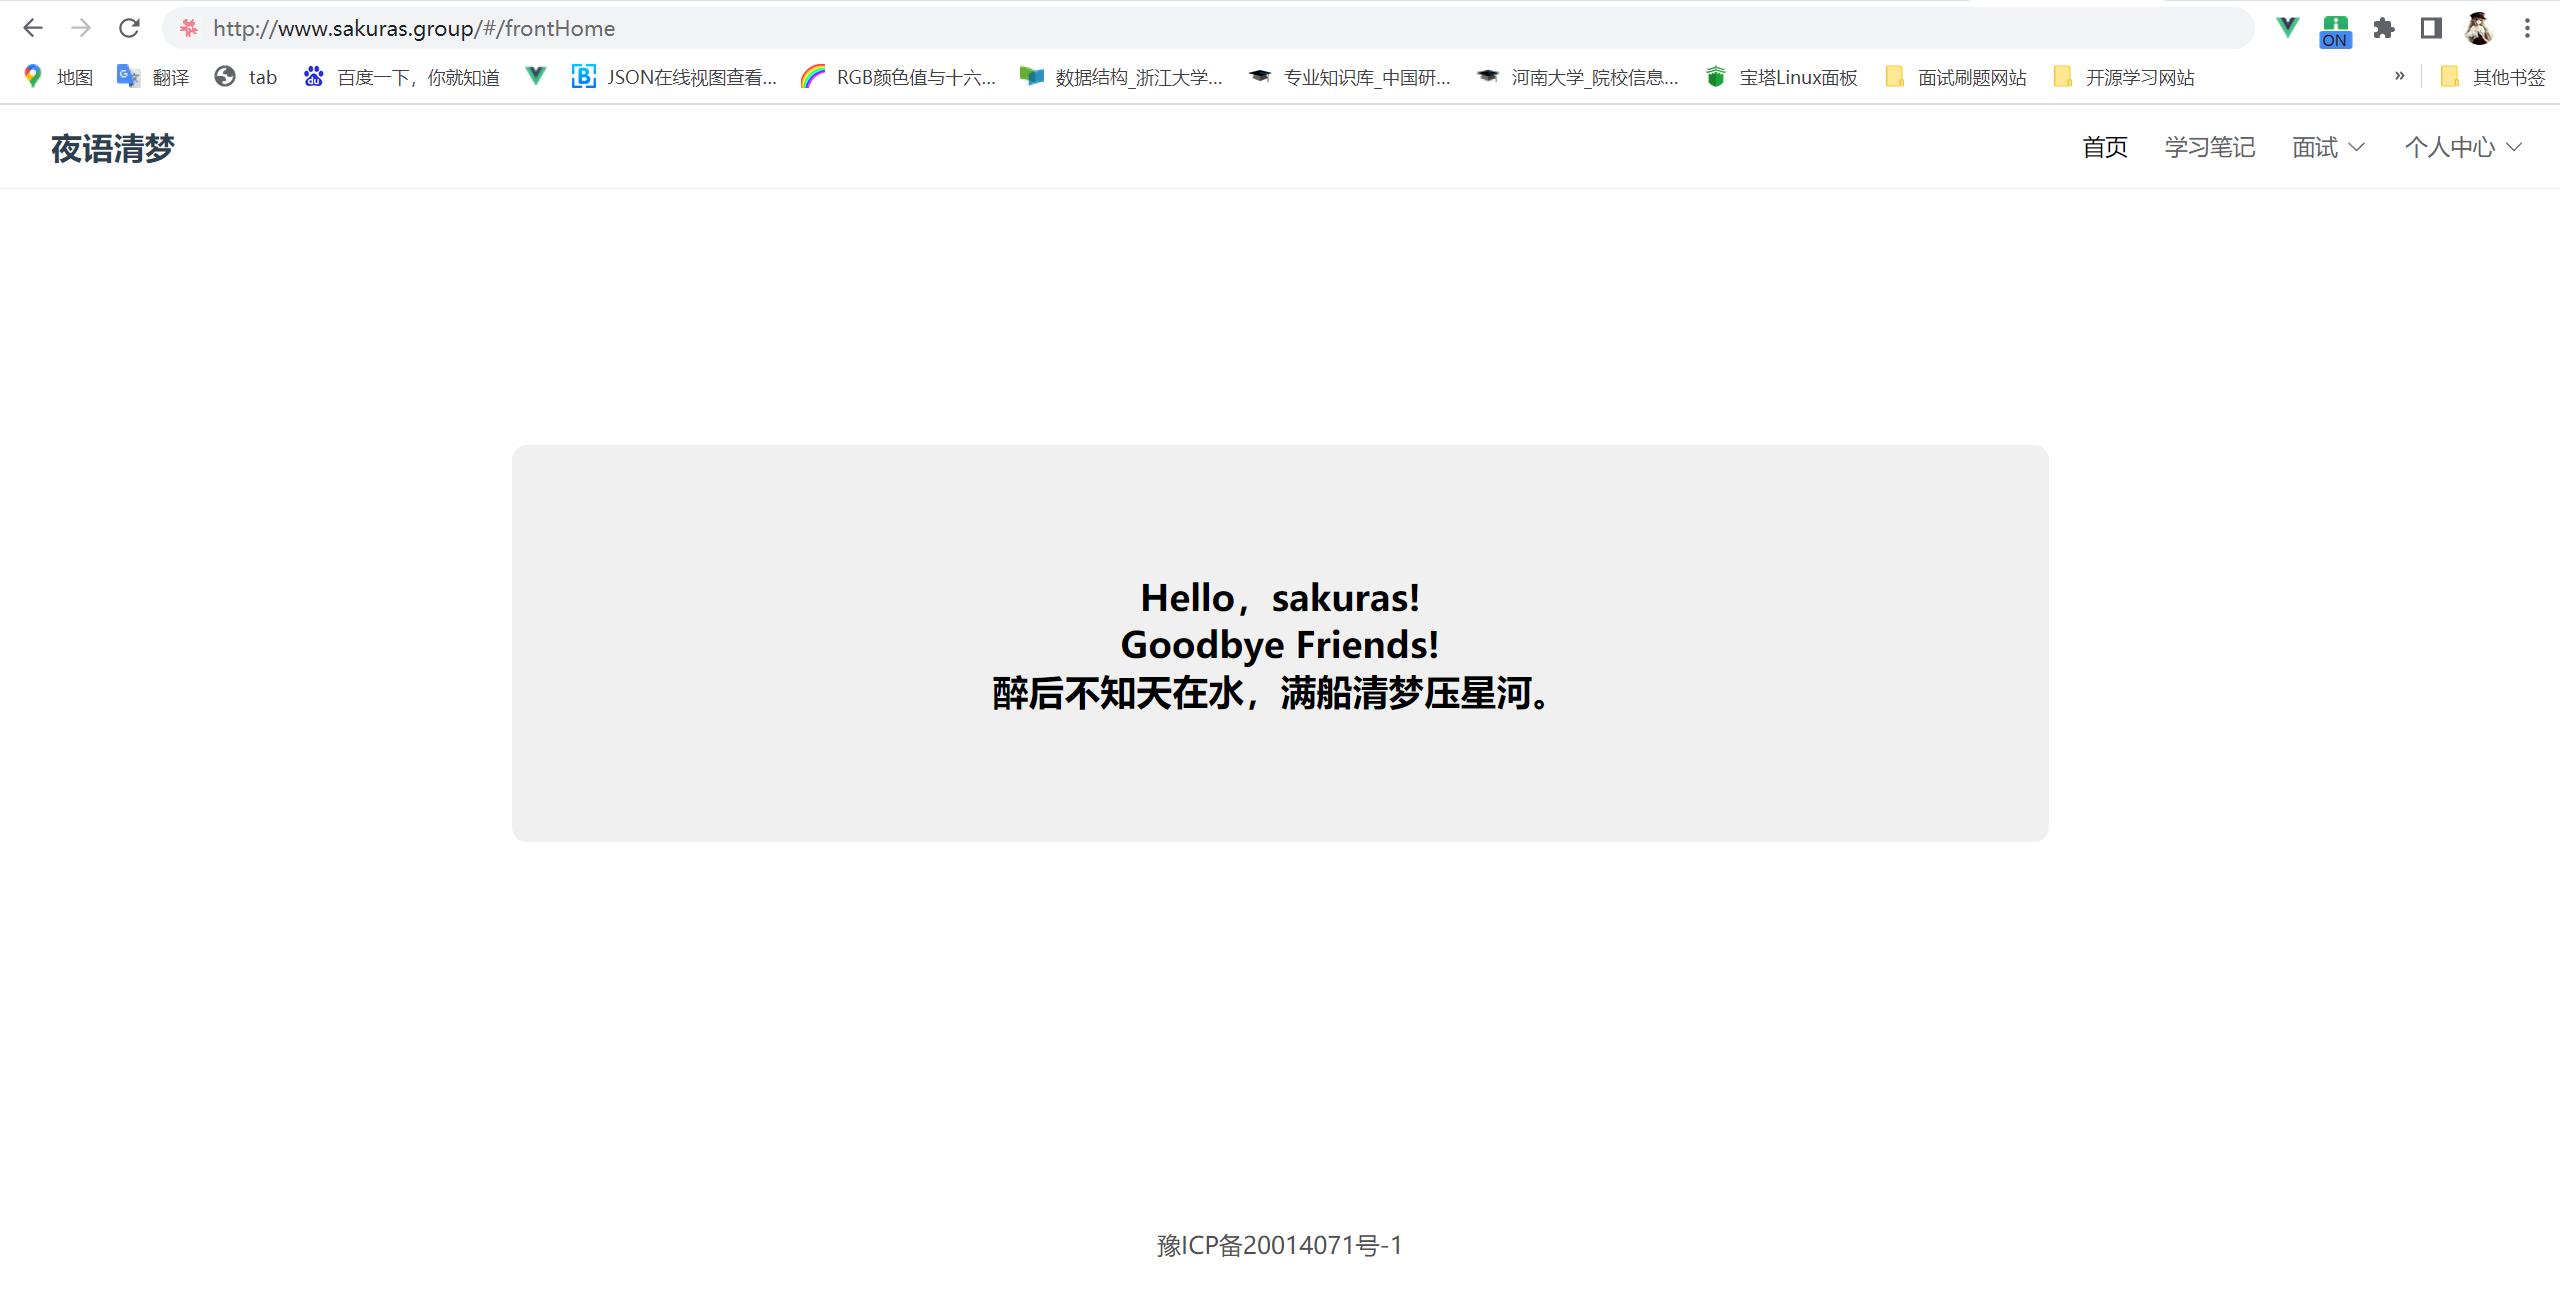 http://www.sakuras.group/#/frontHome
ON
地图 翻译 tab 百度一下，你就知道 JSON在线视图查看... RGB颜色值与十六... 数据结构_浙江大学... 专业知识库_中国研... 河南大学_院校信息... 宝塔Linux面板 面试刷题网站 开源学习网站 » 其他书签
夜语清梦 首页 学习笔记 面试 个人中心
Hello，sakuras!
Goodbye Friends!
醉后不知天在水，满船清梦压星河。
豫ICP备20014071号-1